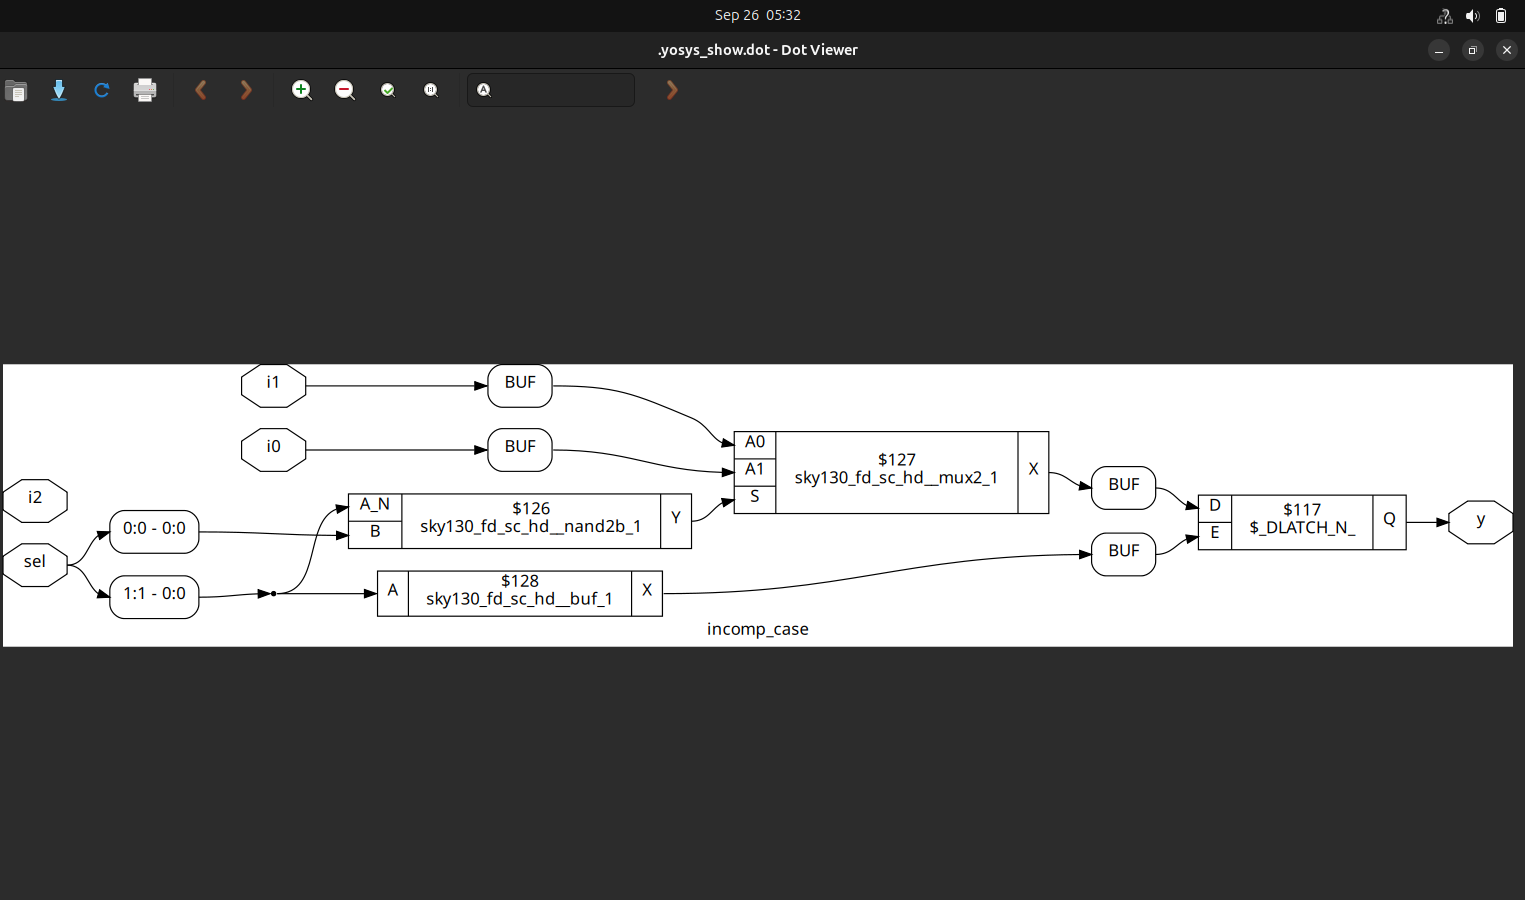 Sep 26 05:32
.yosys_show.dot - Dot Viewer
A
i1
BUF
i0
BUF
A0
A1
S
$127
sky130_fd_sc_hd__mux2_1
X
i2
sel
0:0 - 0:0
1:1 - 0:0
A_N
B
$126
sky130_fd_sc_hd__nand2b_1
Y
A
$128
sky130_fd_sc_hd__buf_1
X
BUF
BUF
D
E
$117
$_DLATCH_N_
Q
y
incomp_case